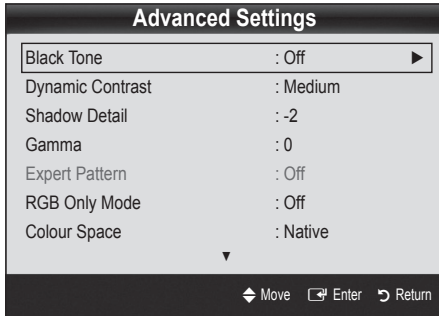 Advanced Settings
Black Tone : Off ▶
Dynamic Contrast : Medium
Shadow Detail : -2
Gamma : 0
Expert Pattern : Off
RGB Only Mode : Off
Colour Space : Native
▼
Move Enter Return